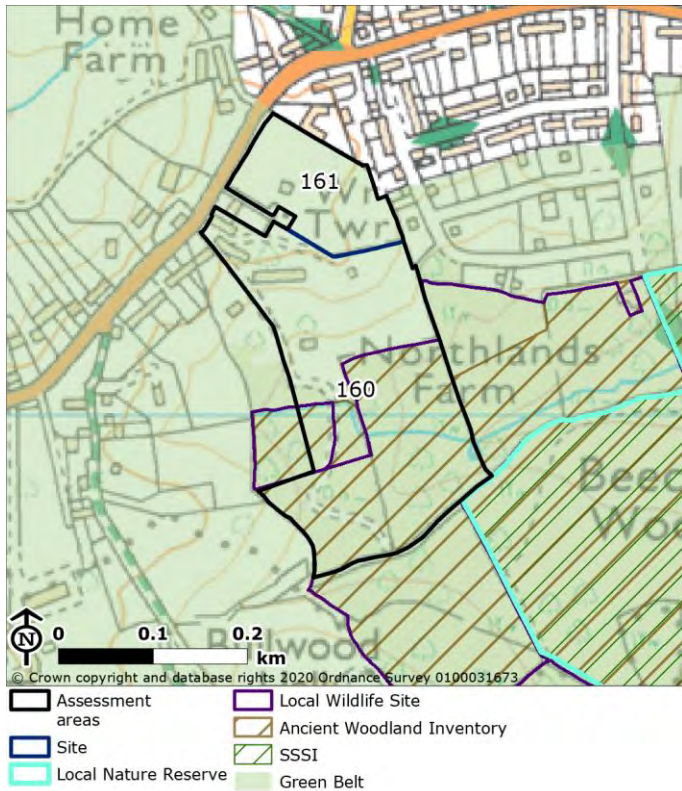 Home
Farm
161
Wr
Twr
Northlands
Farm
160
Beec
Wo
Bullwood
N
0 0.1 0.2
km
© Crown copyright and database rights 2020 Ordnance Survey 0100031673
Assessment
areas
Site
Local Nature Reserve
Local Wildlife Site
Ancient Woodland Inventory
SSSI
Green Belt